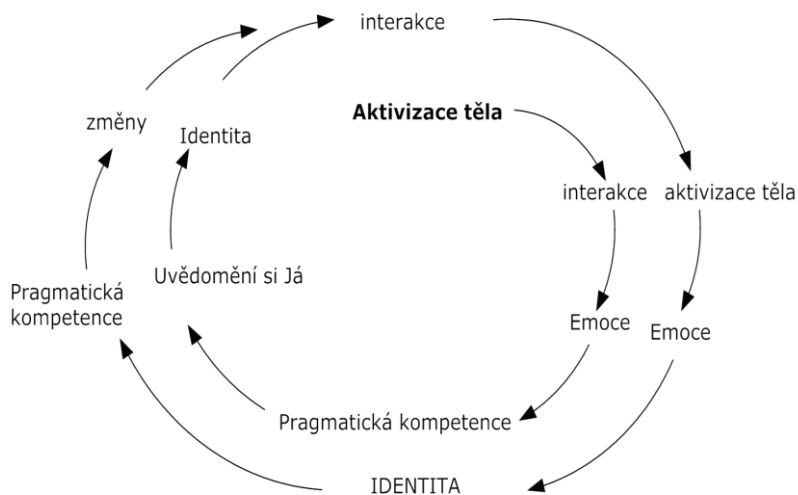 interakce
Aktivizace těla
změny
Identita
interakce
aktivizace těla
Uvědomění si Já
Pragmatická
kompetence
Emoce
Emoce
Pragmatická kompetence
IDENTITA